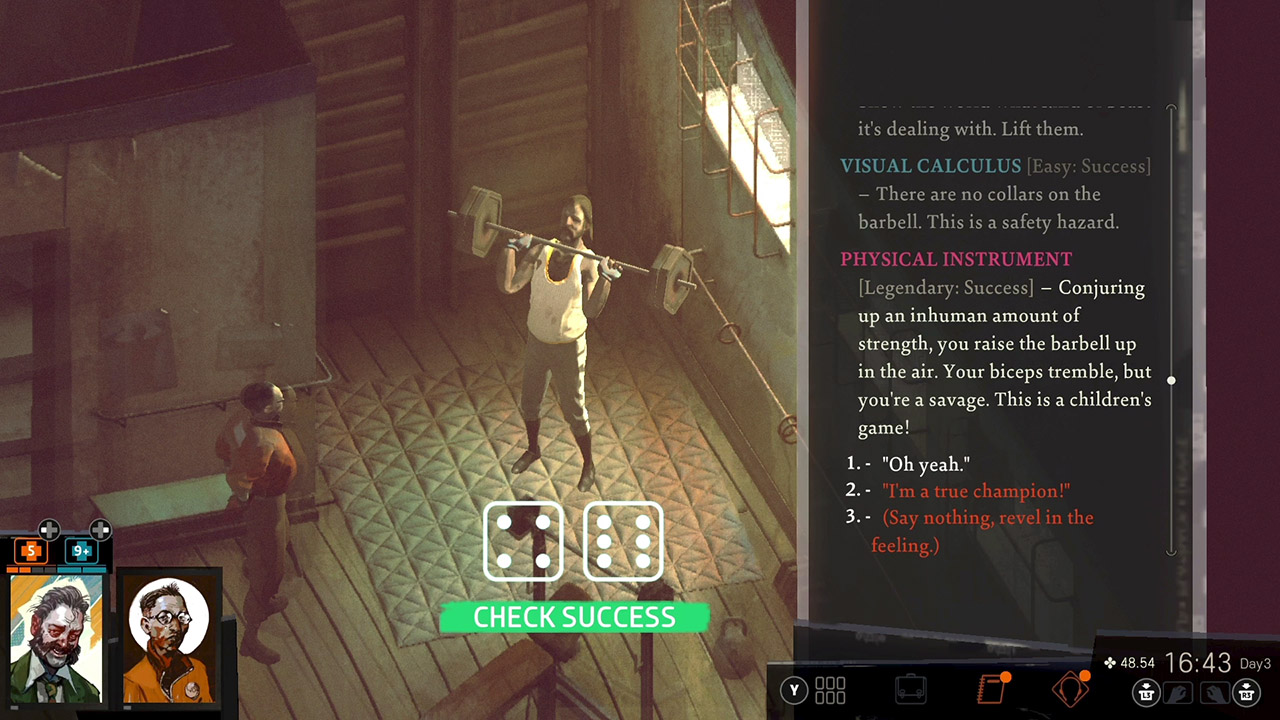 it's dealing with. Lift them.
VISUAL CALCULUS [Easy: Success]
– There are no collars on the
barbell. This is a safety hazard.
PHYSICAL INSTRUMENT
[Legendary: Success] – Conjuring
up an inhuman amount of
strength, you raise the barbell up
in the air. Your biceps tremble, but
you're a savage. This is a children's
game!
1. - "Oh yeah."
2. - "I'm a true champion!"
3. - (Say nothing, revel in the
feeling.)
CHECK SUCCESS
5 9+
48.54 16:43 Day3
Y